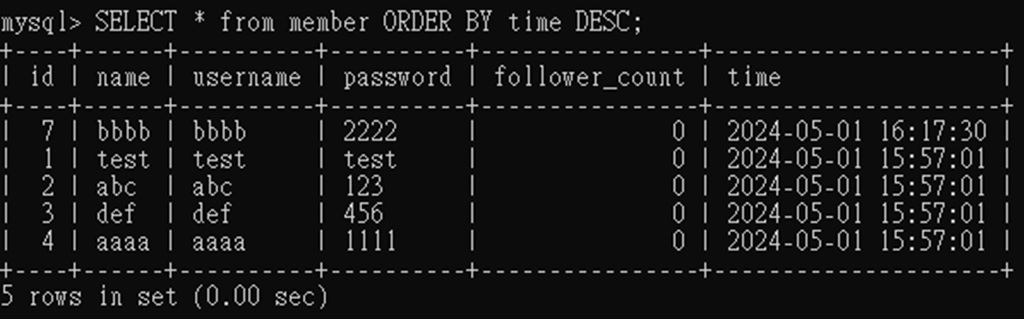 mysql> SELECT * from member ORDER BY time DESC;
+----+------+----------+----------+----------------+---------------------+
| id | name | username | password | follower_count | time                |
+----+------+----------+----------+----------------+---------------------+
|  7 | bbbb | bbbb     | 2222     |              0 | 2024-05-01 16:17:30 |
|  1 | test | test     | test     |              0 | 2024-05-01 15:57:01 |
|  2 | abc  | abc      | 123      |              0 | 2024-05-01 15:57:01 |
|  3 | def  | def      | 456      |              0 | 2024-05-01 15:57:01 |
|  4 | aaaa | aaaa     | 1111     |              0 | 2024-05-01 15:57:01 |
+----+------+----------+----------+----------------+---------------------+
5 rows in set (0.00 sec)